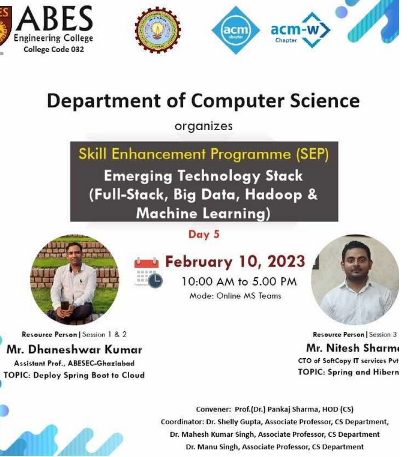 ABES
Engineering College
College Code 032
acm
chapter
acm-w
Chapter
Department of Computer Science
organizes
Skill Enhancement Programme (SEP)
Emerging Technology Stack
(Full-Stack, Big Data, Hadoop &
Machine Learning)
Day 5
February 10, 2023
10:00 AM to 5.00 PM
Mode: Online MS Teams
Resource Person | Session 1 & 2
Mr. Dhaneshwar Kumar
Assistant Prof., ABESEC-Ghaziabad
TOPIC: Deploy Spring Boot to Cloud
Resource Person | Session 3
Mr. Nitesh Sharm
CTO of SoftCopy IT services Pvt
TOPIC: Spring and Hibern
Convener: Prof.(Dr.) Pankaj Sharma, HOD (CS)
Coordinator: Dr. Shelly Gupta, Associate Professor, CS Department,
Dr. Mahesh Kumar Singh, Associate Professor, CS Department,
Dr. Manu Singh, Associate Professor, CS Department